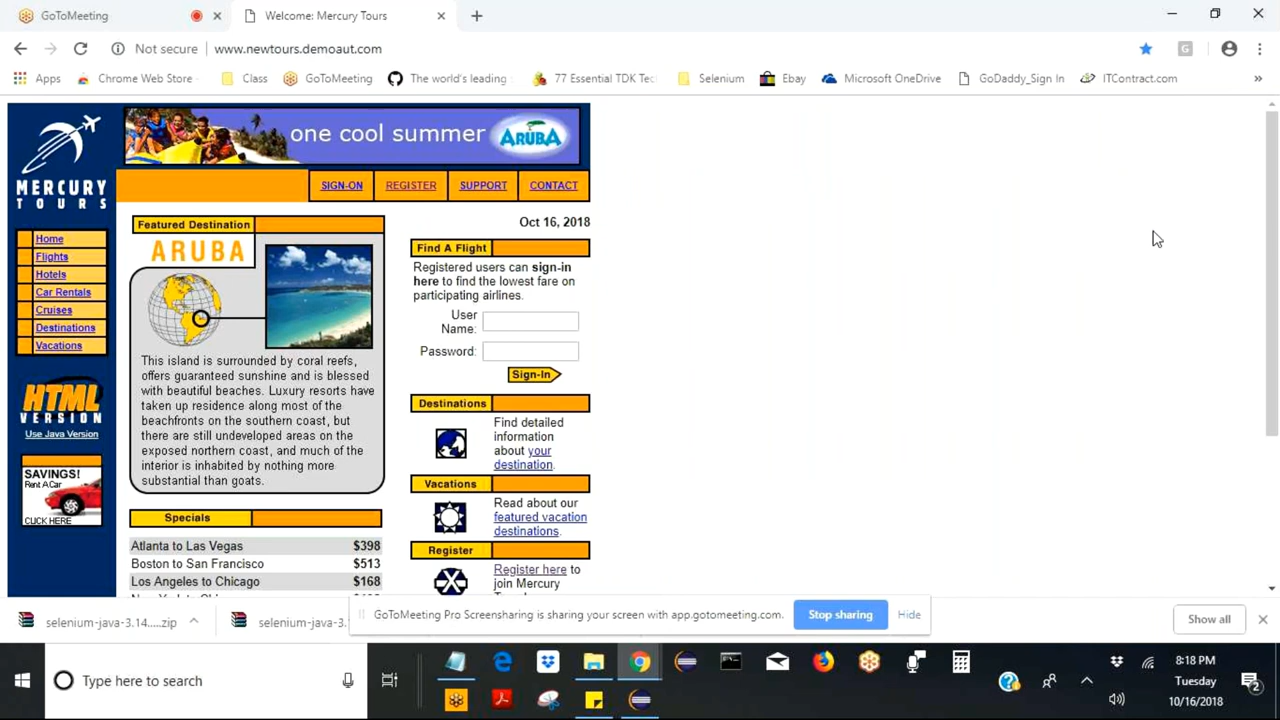 GoToMeeting
Welcome: Mercury Tours
Not secure
www.newtours.demoaut.com
Apps
Chrome Web Store
Class
GoToMeeting
The world's leading
77 Essential TDK Tec
Selenium
Ebay
Microsoft OneDrive
GoDaddy_Sign In
ITContract.com
»
MERCURY
TOURS
one cool summer
ARUBA
SIGN-ON
REGISTER
SUPPORT
CONTACT
Home
Flights
Hotels
Car Rentals
Cruises
Destinations
Vacations
HTML
VERSION
Use Java Version
SAVINGS!
Rent A Car
CLICK HERE
Featured Destination
ARUBA
This island is surrounded by coral reefs,
offers guaranteed sunshine and is blessed
with beautiful beaches. Luxury resorts have
taken up residence along most of the
beachfronts on the southern coast, but
there are still undeveloped areas on the
exposed northern coast, and much of the
interior is inhabited by nothing more
substantial than goats.
Specials
Atlanta to Las Vegas $398
Boston to San Francisco $513
Los Angeles to Chicago $168
Oct 16, 2018
Find A Flight
Registered users can sign-in
here to find the lowest fare on
participating airlines.
User
Name:
Password:
Sign-In
Destinations
Find detailed
information
about your
destination.
Vacations
Read about our
featured vacation
destinations.
Register
Register here to
join Mercury
selenium-java-3.14.....zip
selenium-java-3.
GoToMeeting Pro Screensharing is sharing your screen with app.gotomeeting.com.
Stop sharing
Hide
Show all
Type here to search
8:18 PM
Tuesday
10/16/2018
2